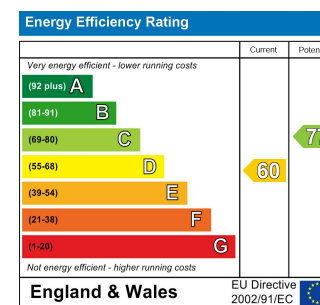 Energy Efficiency Rating
Current
Very energy efficient - lower running costs
(92 plus) A
(81-91) B
(69-80) C
(55-68) D
60
(39-54) E
(21-38) F
(1-20) G
Not energy efficient - higher running costs
England & Wales
EU Directive
2002/91/EC